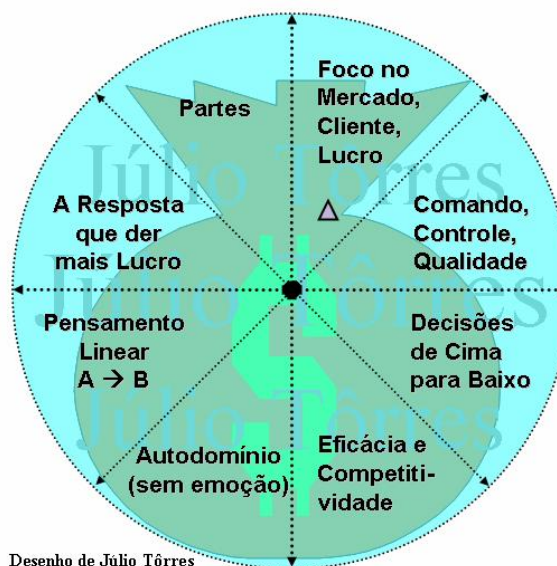 Partes
Foco no
Mercado,
Cliente,
Lucro
Júlio Tôrres
A Resposta
que der
mais Lucro
Comando,
Controle,
Qualidade
Júlio Tôrres
Pensamento
Linear
A → B
Decisões
de Cima
para Baixo
Júlio Tôrres
Autodomínio
(sem emoção)
Eficácia e
Competiti-
vidade
$
Desenho de Júlio Tôrres